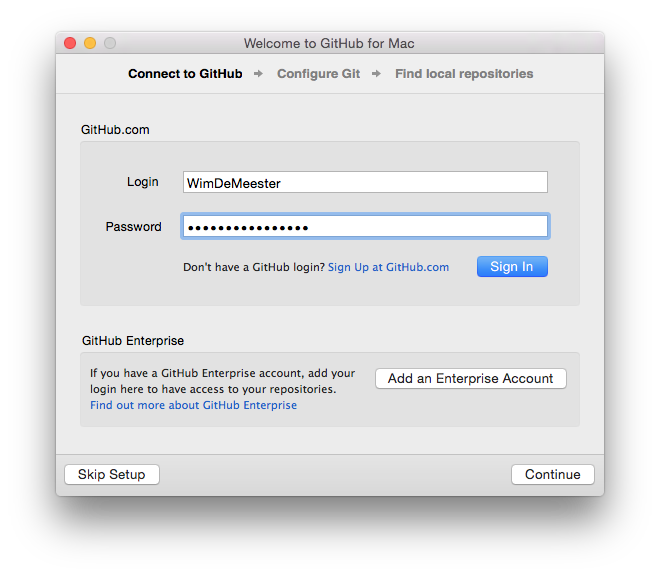 Welcome to GitHub for Mac
Connect to GitHub Configure Git Find local repositories
GitHub.com
Login WimDeMeester
Password ••••••••••••••••
Don't have a GitHub login? Sign Up at GitHub.com Sign In
GitHub Enterprise
If you have a GitHub Enterprise account, add your
login here to have access to your repositories.
Find out more about GitHub Enterprise
Add an Enterprise Account
Skip Setup Continue